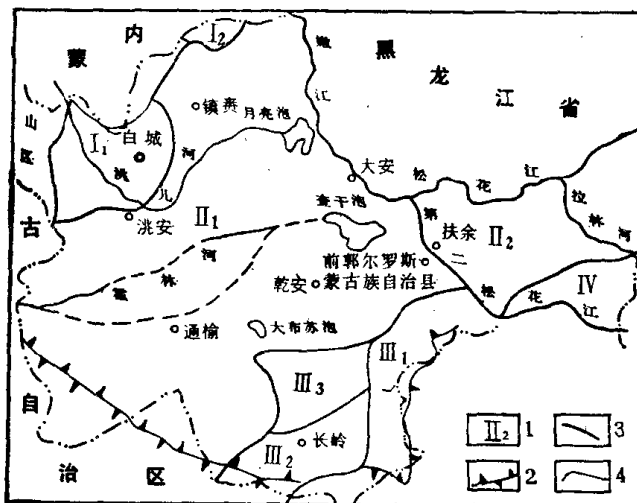 内
蒙
I₂
嫩
江
黑
龙
江
省
镇赉
月亮泡
山
区
I₁
白城
洮
儿
河
大安
松
花
江
拉
林
河
查干泡
古
洮安
II₁
第
二
松
花
江
扶余
II₂
前郭尔罗斯
蒙古族自治县
乾安
霍
林
河
IV
通榆
大布苏泡
III₁
III₃
自
治
区
III₂
长岭
II₂ 1
3
2
4